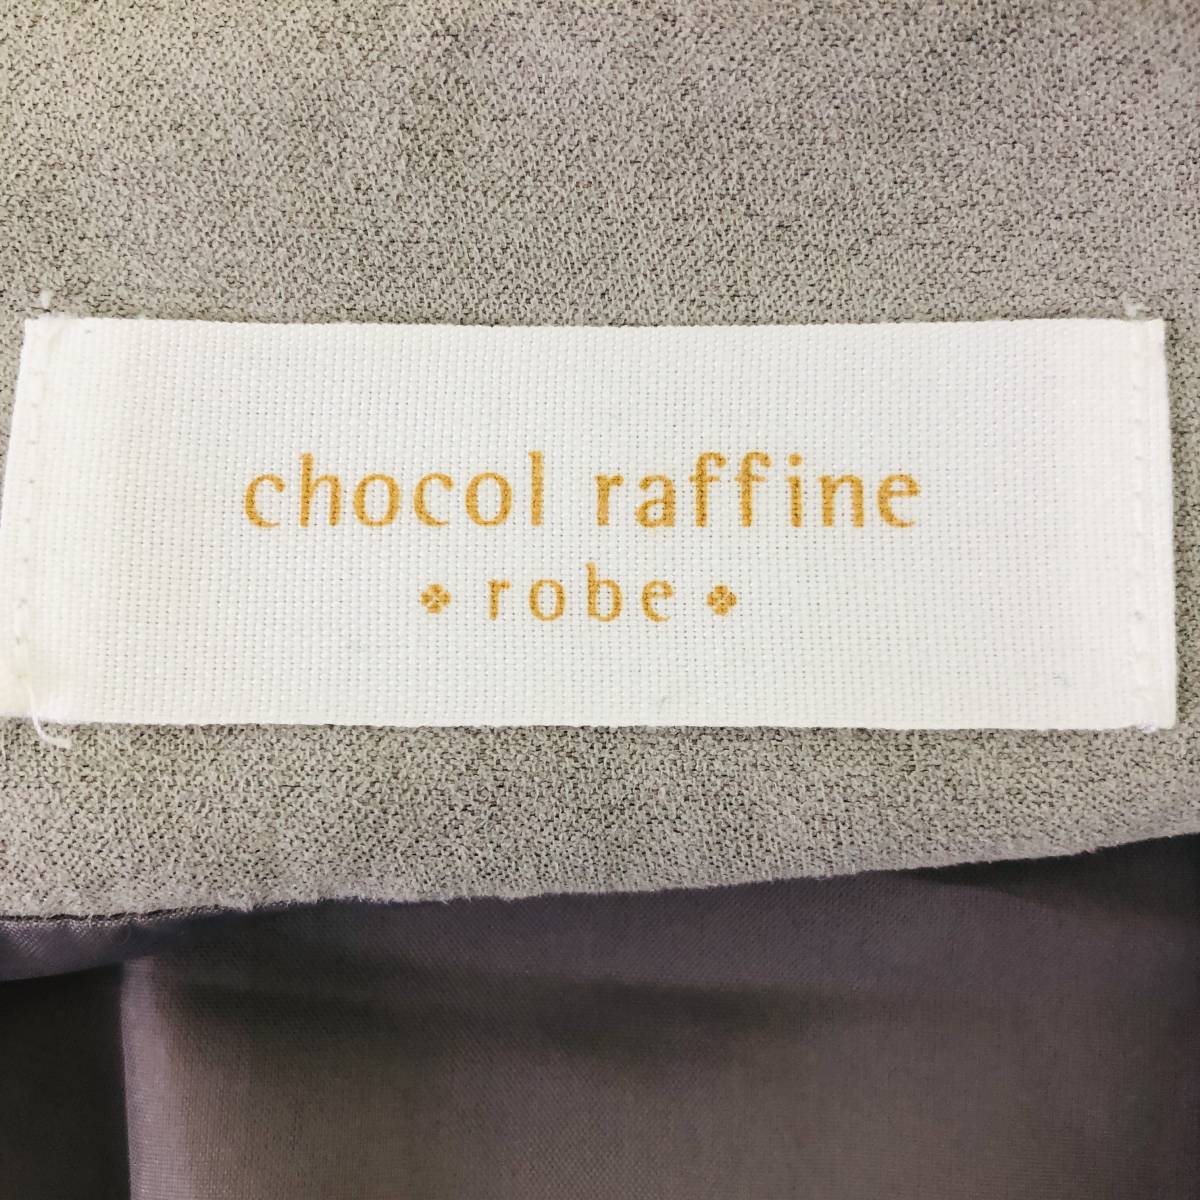 chocol raffine
robe